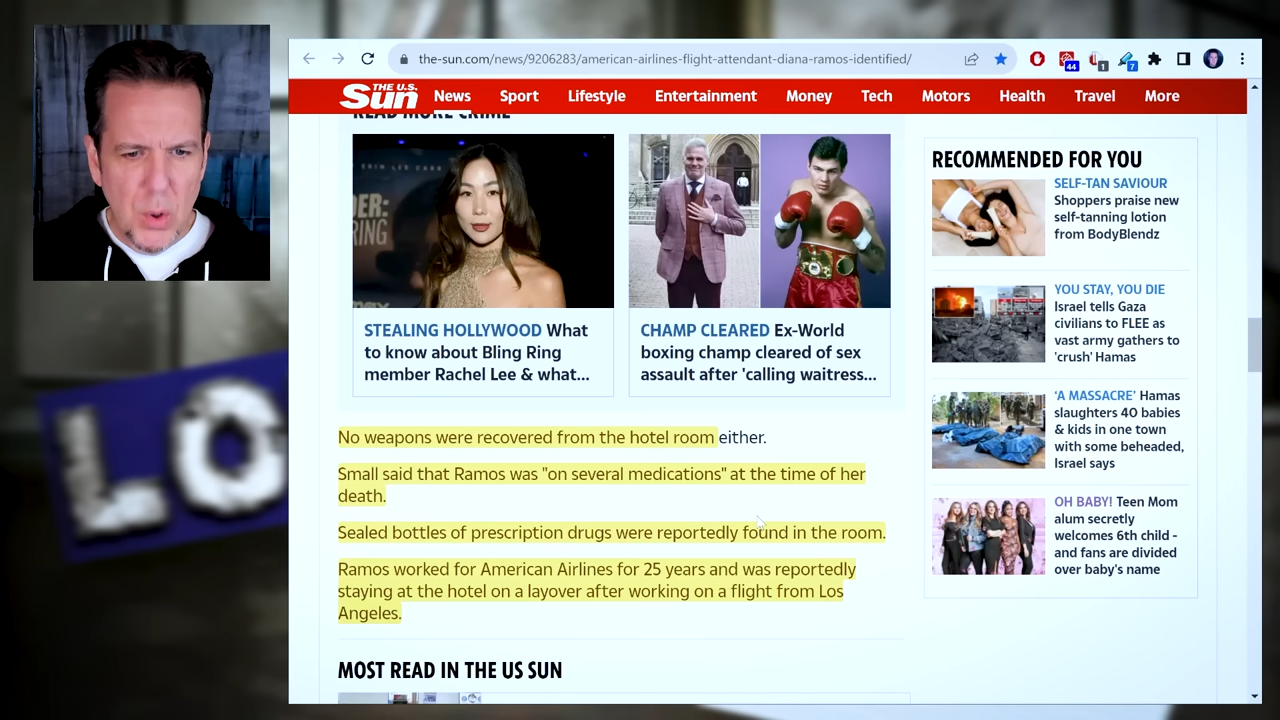 the-sun.com/news/9206283/american-airlines-flight-attendant-diana-ramos-identified/
44
1
7
THE U.S.
Sun
News
Sport
Lifestyle
Entertainment
Money
Tech
Motors
Health
Travel
More
READ MORE CRIME
STEALING HOLLYWOOD What
to know about Bling Ring
member Rachel Lee & what...
CHAMP CLEARED Ex-World
boxing champ cleared of sex
assault after 'calling waitress...
No weapons were recovered from the hotel room either.
Small said that Ramos was "on several medications" at the time of her
death.
Sealed bottles of prescription drugs were reportedly found in the room.
Ramos worked for American Airlines for 25 years and was reportedly
staying at the hotel on a layover after working on a flight from Los
Angeles.
MOST READ IN THE US SUN
RECOMMENDED FOR YOU
SELF-TAN SAVIOUR
Shoppers praise new
self-tanning lotion
from BodyBlendz
YOU STAY, YOU DIE
Israel tells Gaza
civilians to FLEE as
vast army gathers to
'crush' Hamas
‘A MASSACRE’ Hamas
slaughters 40 babies
& kids in one town
with some beheaded,
Israel says
OH BABY! Teen Mom
alum secretly
welcomes 6th child -
and fans are divided
over baby's name
LO